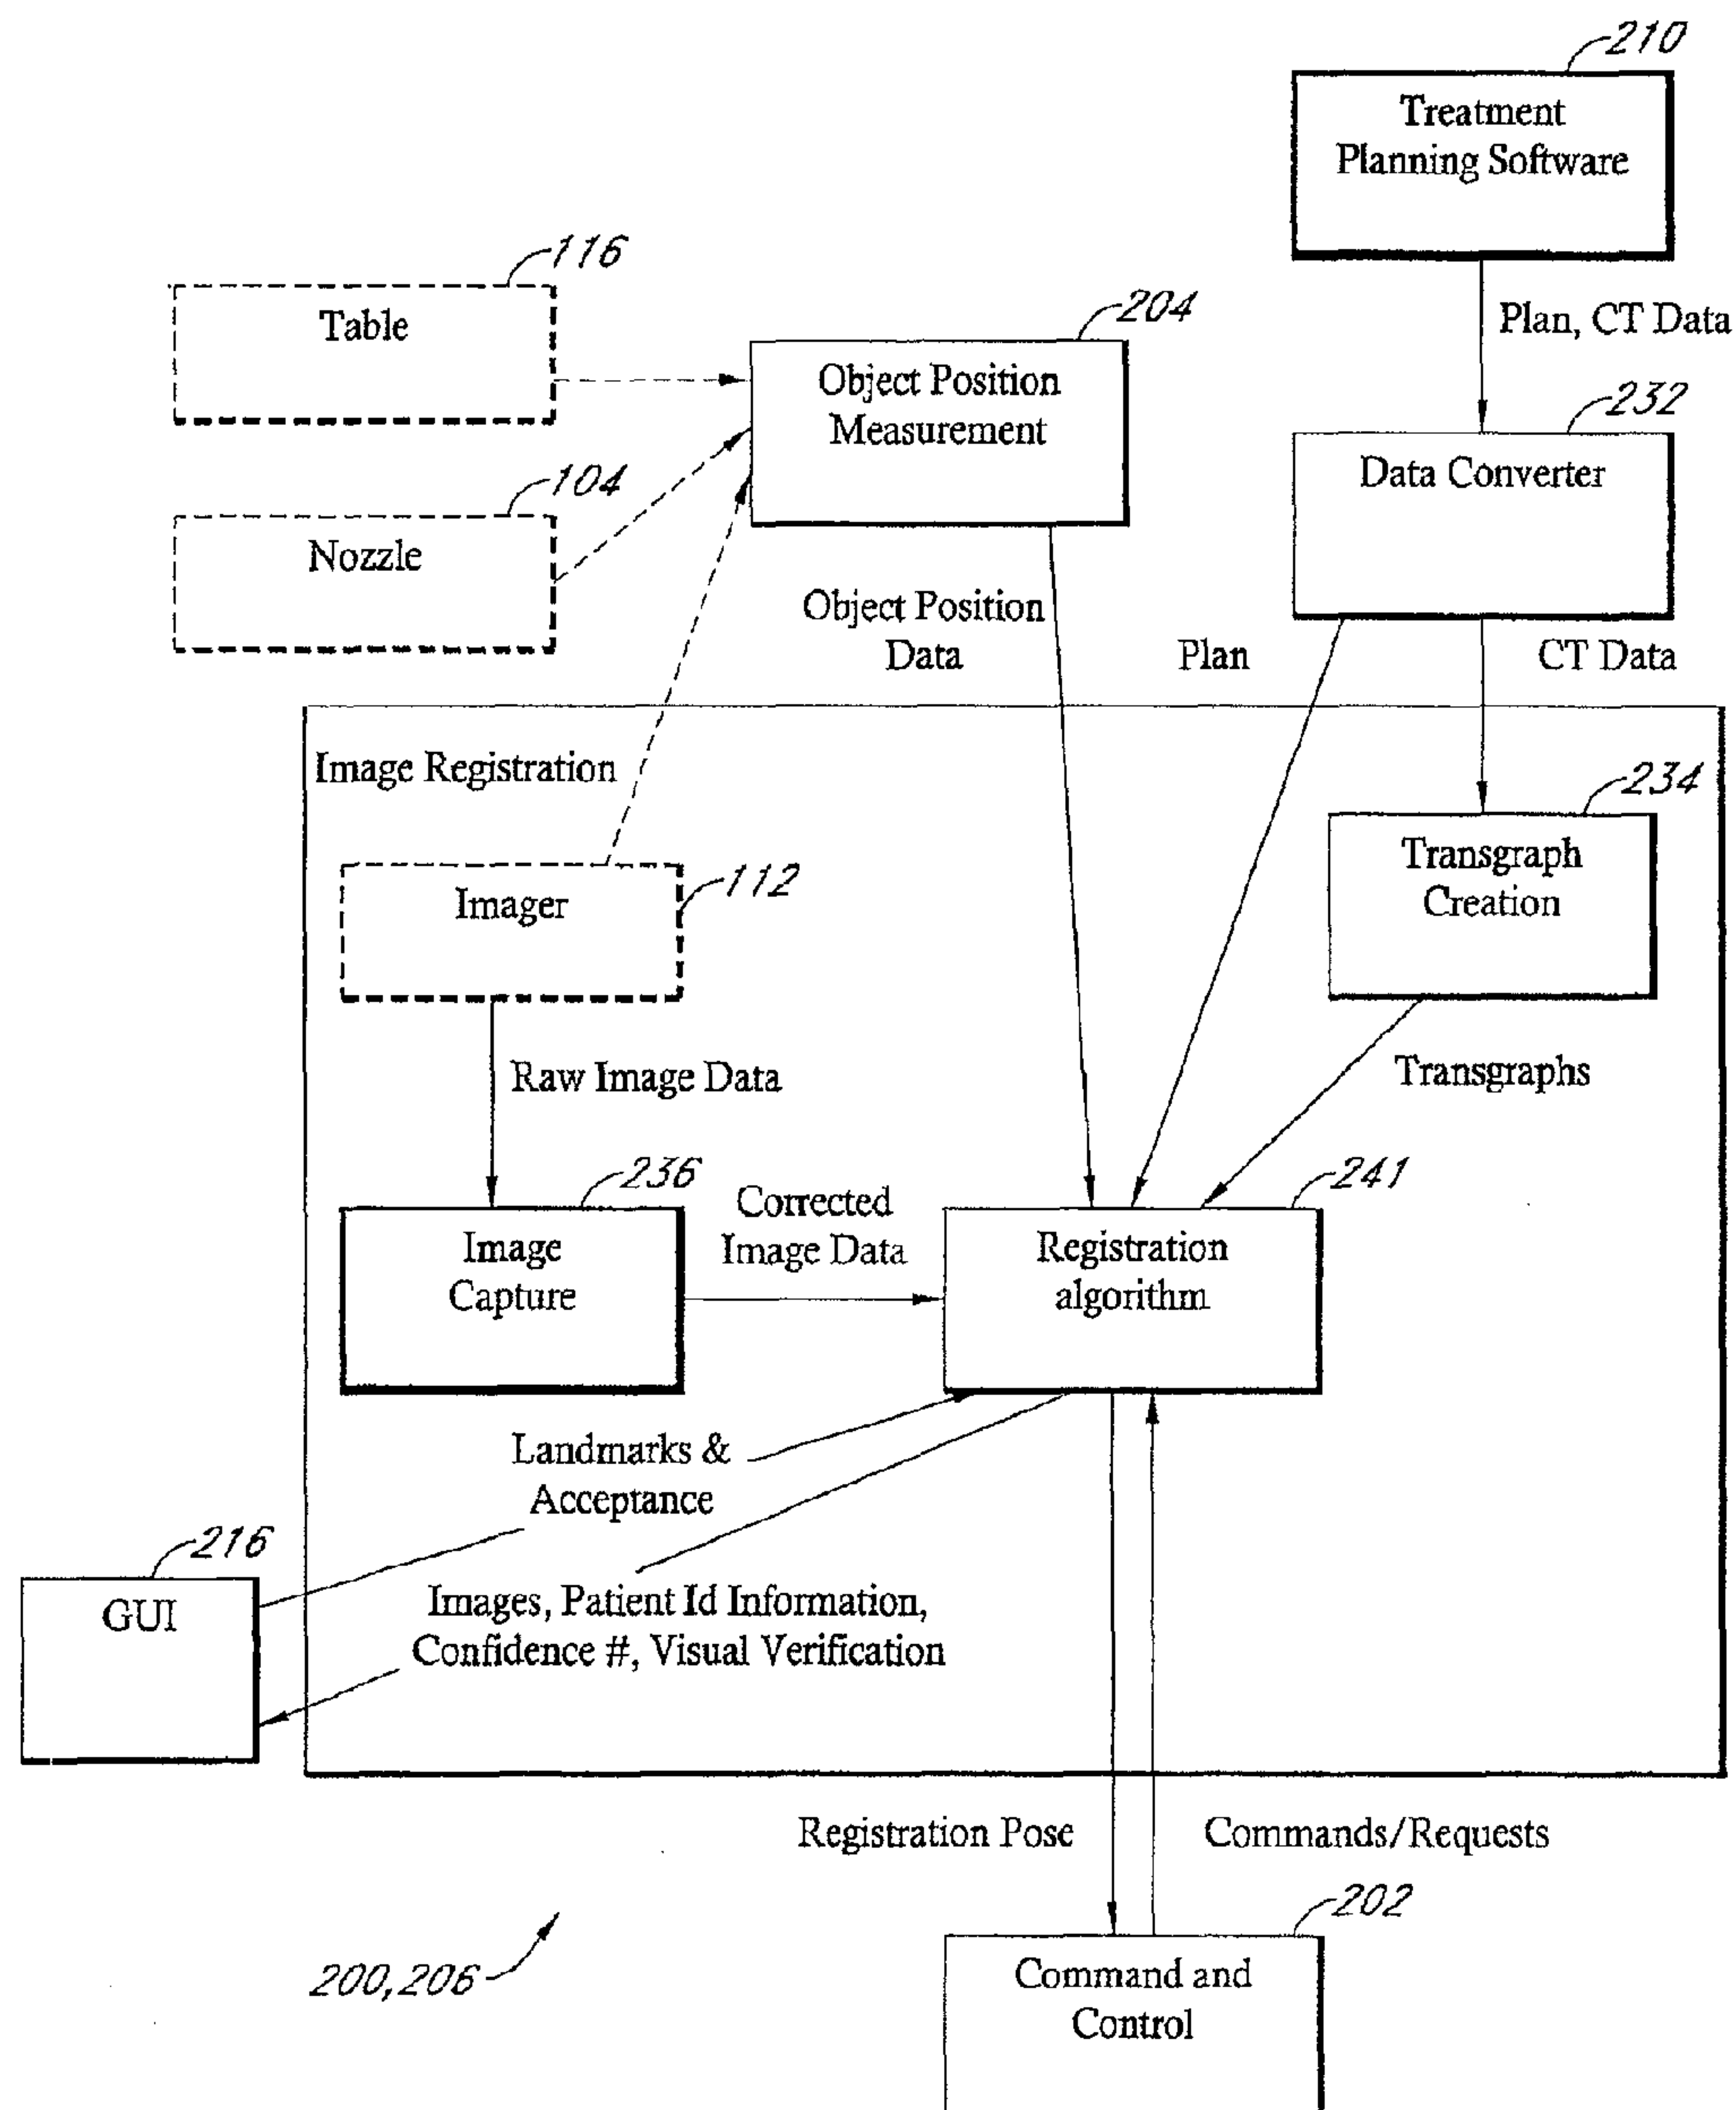 210
Treatment
Planning Software
116
Table
204
Object Position
Measurement
Plan, CT Data
232
Data Converter
104
Nozzle
Object Position
Data
Plan
CT Data
Image Registration
234
Transgraph
Creation
112
Imager
Raw Image Data
Transgraphs
236
Image
Capture
Corrected
Image Data
241
Registration
algorithm
Landmarks &
Acceptance
216
GUI
Images, Patient Id Information,
Confidence #, Visual Verification
Registration Pose
Commands/Requests
202
Command and
Control
200,206